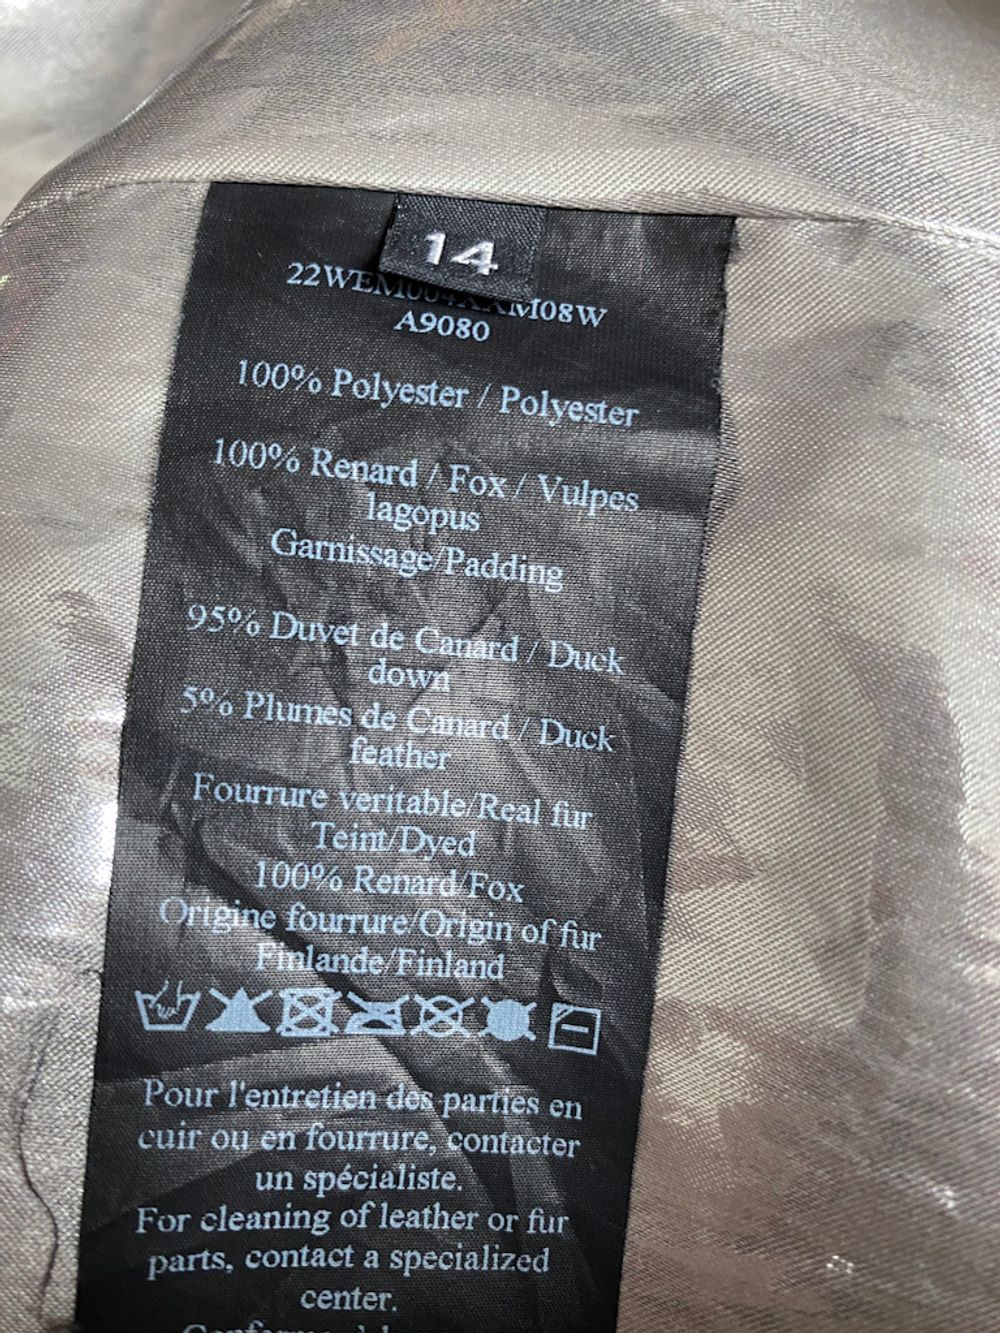 14
A9080
100% Polyester / Polyester
100% Renard / Fox / Vulpes
lagopus
Garnissage/Padding
95% Duvet de Canard / Duck
down
5% Plumes de Canard / Duck
feather
Fourrure veritable/Real fur
Teint/Dyed
100% Renard/Fox
Origine fourrure/Origin of fur
Finlande/Finland
Pour l'entretien des parties en
cuir ou en fourrure, contacter
un spécialiste.
For cleaning of leather or fur
parts, contact a specialized
center.